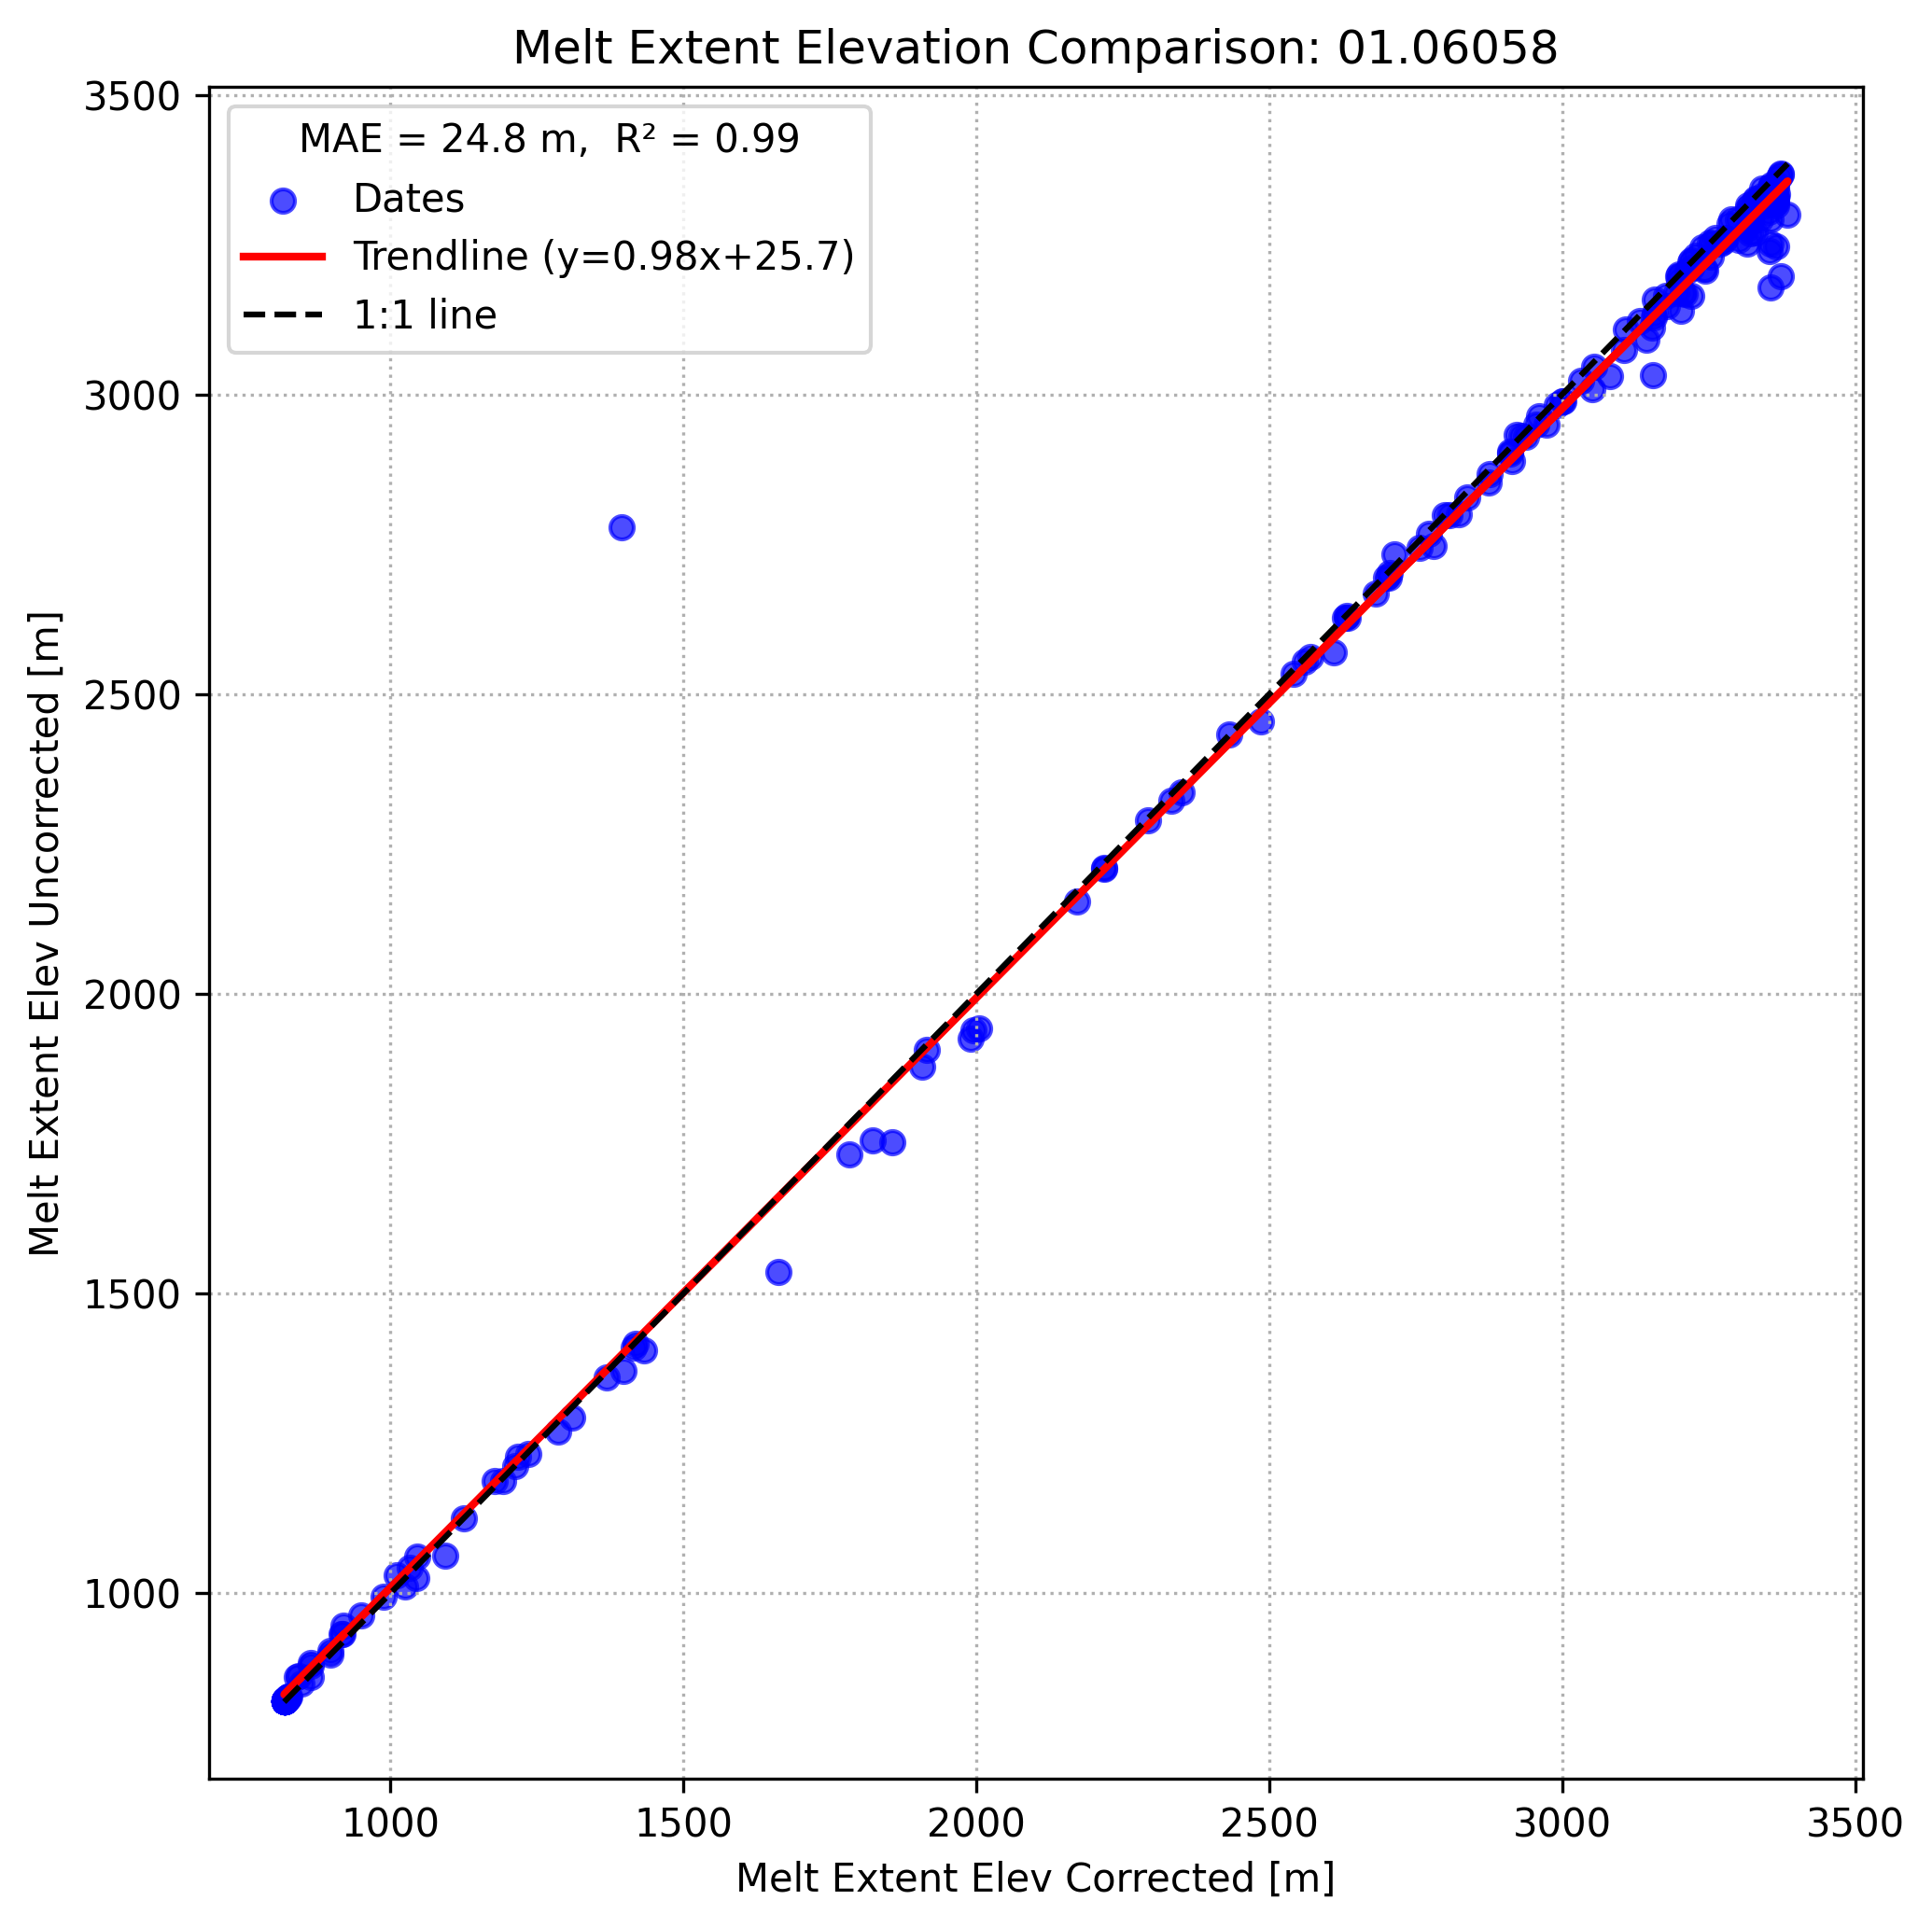 Melt Extent Elevation Comparison: 01.06058
MAE = 24.8 m,  R² = 0.99
Dates
Trendline (y=0.98x+25.7)
1:1 line
3500
3000
2500
2000
1500
1000
Melt Extent Elev Uncorrected [m]
1000 1500 2000 2500 3000 3500
Melt Extent Elev Corrected [m]